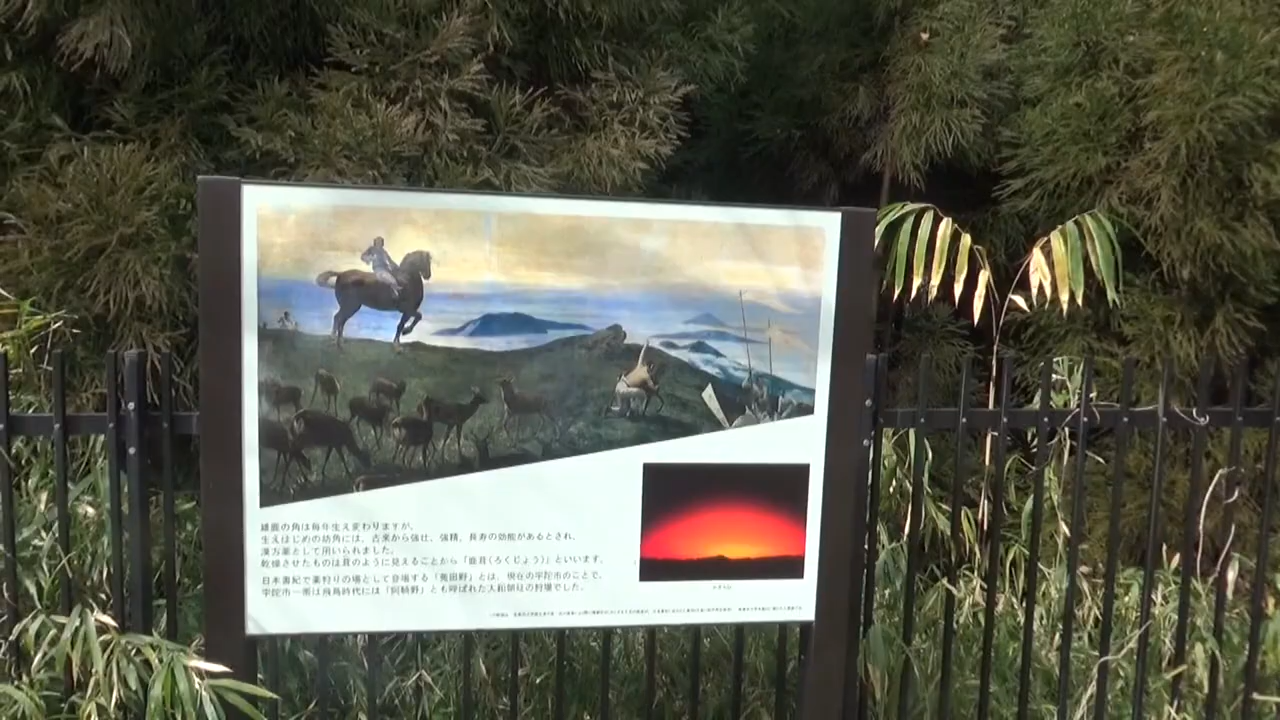 雄鹿の角は毎年生え変わりますが、
生えはじめの幼角には、古来から強壮、強精、長寿の効能があるとされ、
漢方薬として用いられました。
乾燥させたものは茸のように見えることから「鹿茸（ろくじょう）」といいます。
日本書紀で薬狩りの場として登場する「菟田野」とは、現在の宇陀市のことで、
宇陀市一帯は飛鳥時代には「阿騎野」とも呼ばれた大和朝廷の狩場でした。